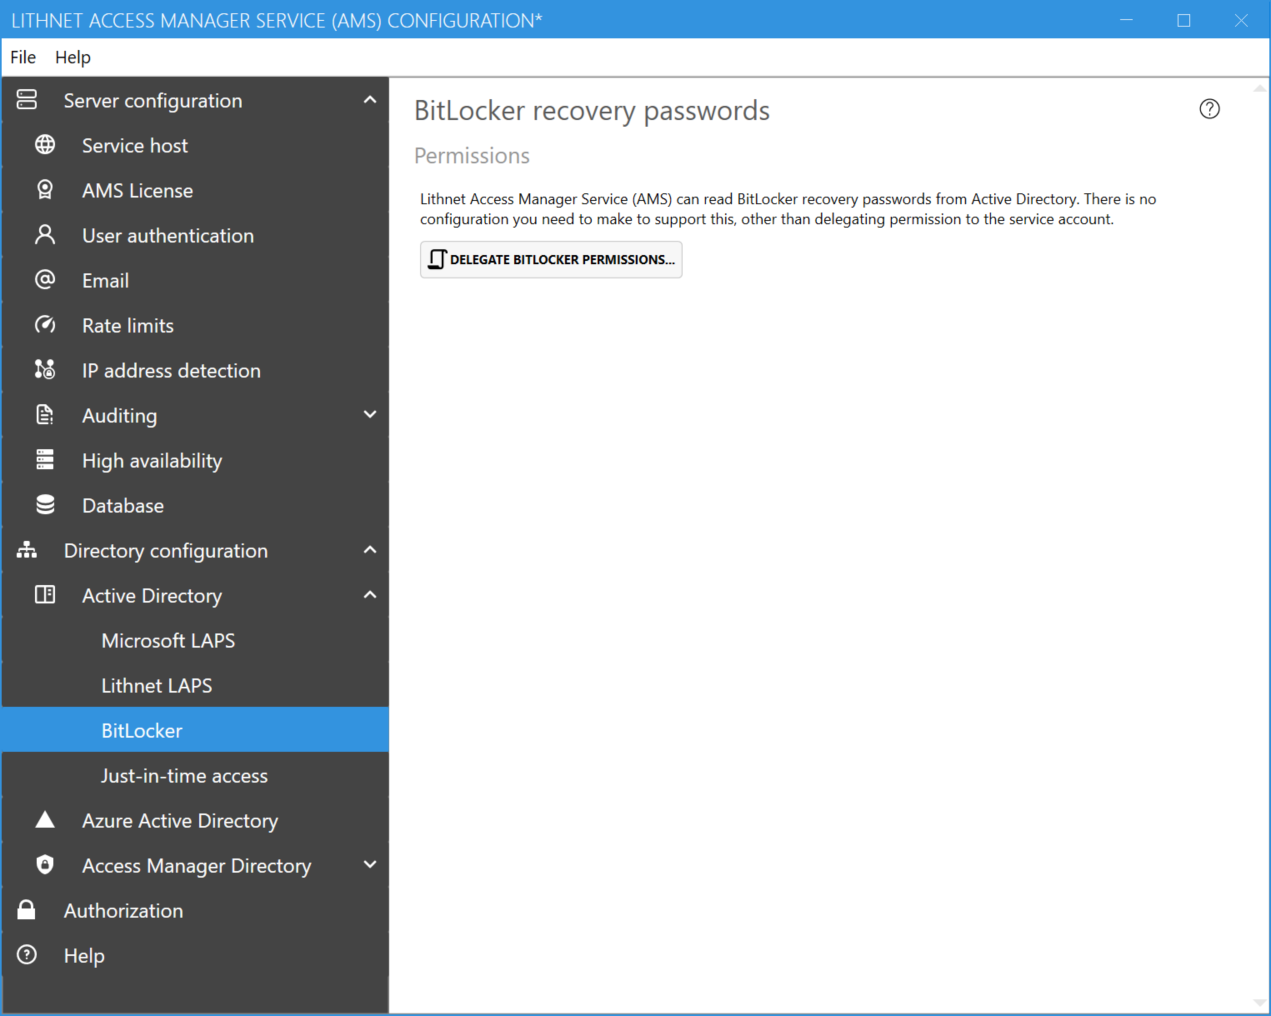 LITHNET ACCESS MANAGER SERVICE (AMS) CONFIGURATION*
File Help
Server configuration
Service host
AMS License
User authentication
Email
Rate limits
IP address detection
Auditing
High availability
Database
Directory configuration
Active Directory
Microsoft LAPS
Lithnet LAPS
BitLocker
Just-in-time access
Azure Active Directory
Access Manager Directory
Authorization
Help
BitLocker recovery passwords
Permissions
Lithnet Access Manager Service (AMS) can read BitLocker recovery passwords from Active Directory. There is no
configuration you need to make to support this, other than delegating permission to the service account.
DELEGATE BITLOCKER PERMISSIONS...